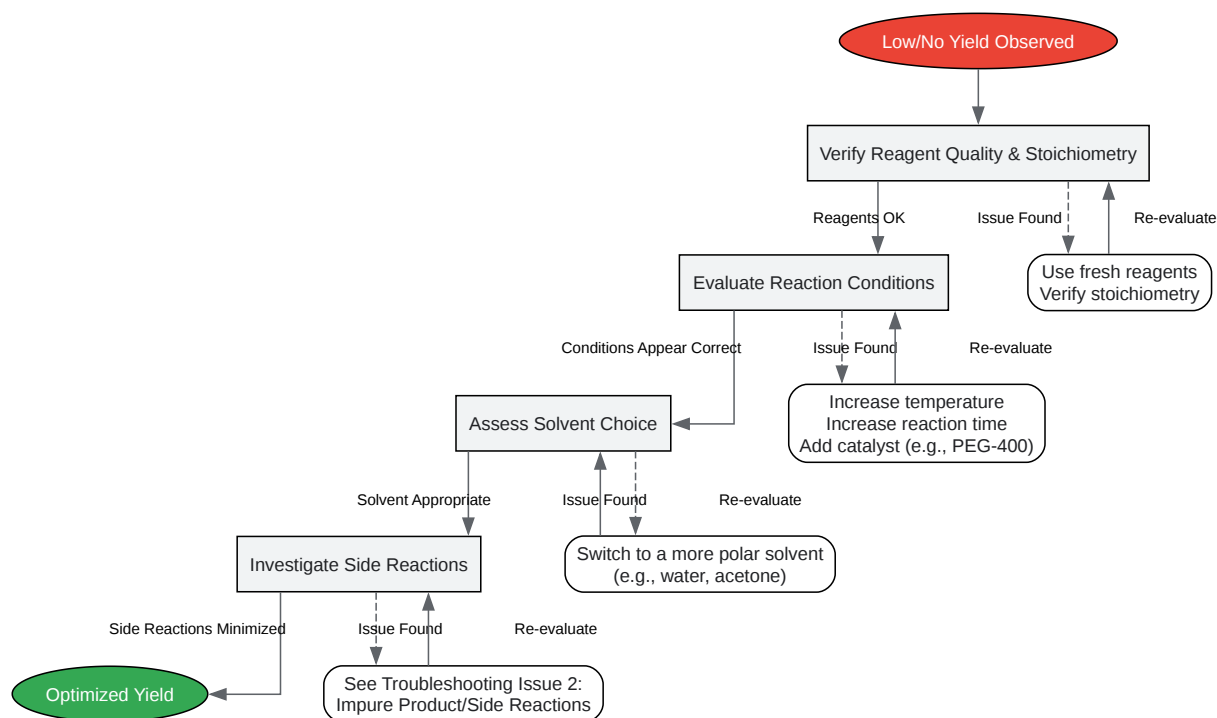 Low/No Yield Observed
Verify Reagent Quality & Stoichiometry
Reagents OK
Issue Found
Re-evaluate
Use fresh reagents
Verify stoichiometry
Evaluate Reaction Conditions
Conditions Appear Correct
Issue Found
Re-evaluate
Increase temperature
Increase reaction time
Add catalyst (e.g., PEG-400)
Assess Solvent Choice
Solvent Appropriate
Issue Found
Re-evaluate
Switch to a more polar solvent
(e.g., water, acetone)
Investigate Side Reactions
Side Reactions Minimized
Issue Found
Re-evaluate
See Troubleshooting Issue 2:
Impure Product/Side Reactions
Optimized Yield